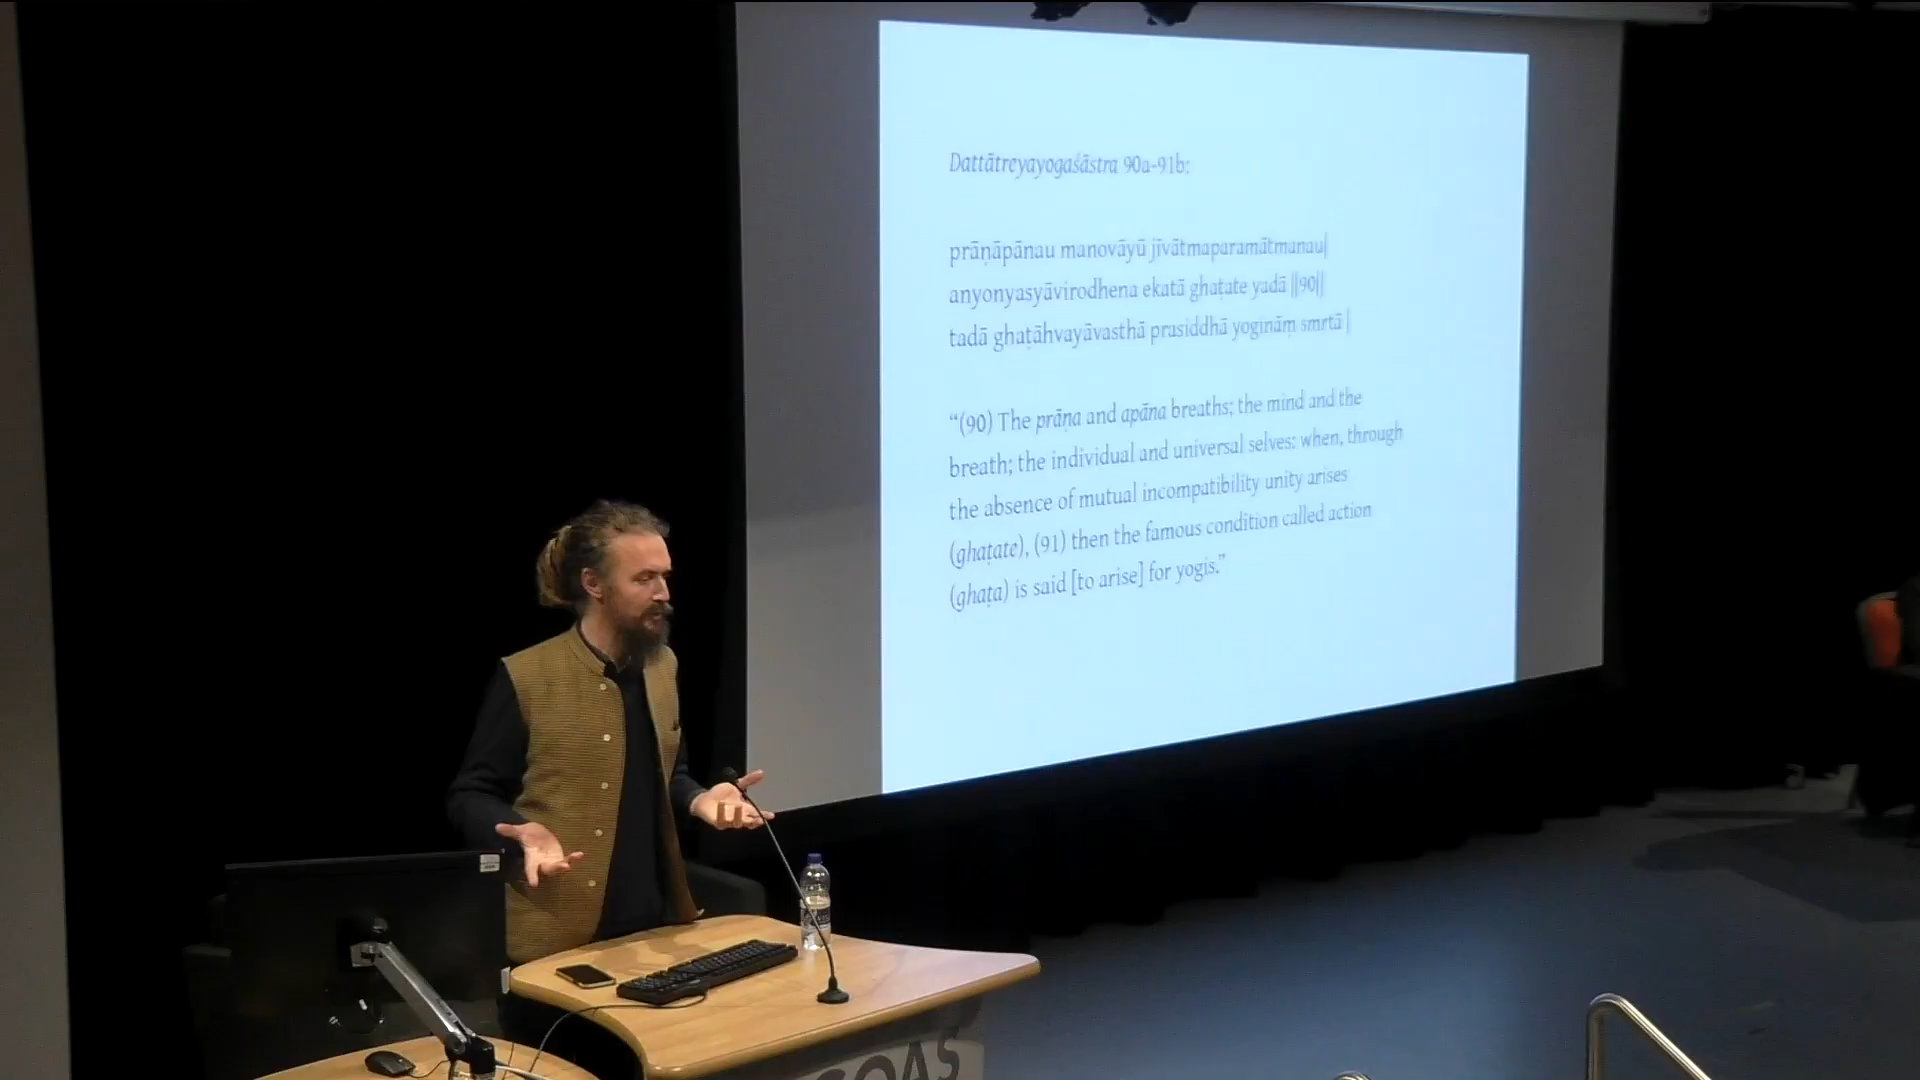 Dattātreyayogaśāstra 90a-91b:
prāṇāpānau manovāyū jīvātmaparamātmanau|
anyonyasyāvirodhena ekatā ghaṭate yadā ||90||
tadā ghaṭāhvayāvasthā prasiddhā yogināṃ smrtā |
“(90) The prāṇa and apāna breaths; the mind and the
breath; the individual and universal selves: when, through
the absence of mutual incompatibility unity arises
(ghaṭate), (91) then the famous condition called action
(ghaṭa) is said [to arise] for yogis.”
SOAS